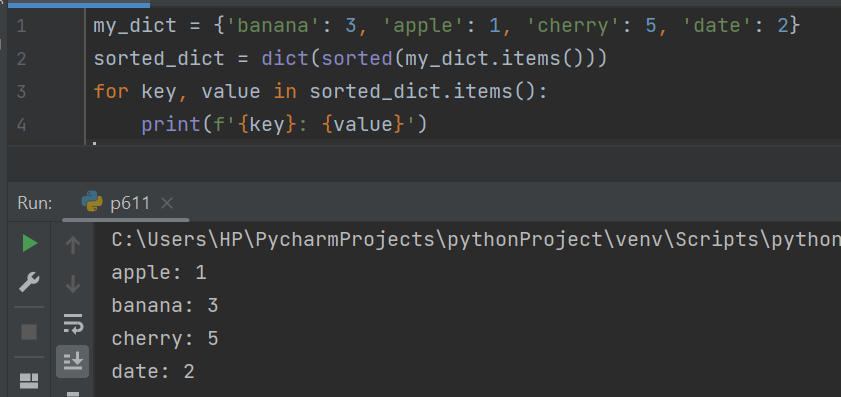 1 my_dict = {'banana': 3, 'apple': 1, 'cherry': 5, 'date': 2}
2 sorted_dict = dict(sorted(my_dict.items()))
3 for key, value in sorted_dict.items():
4     print(f'{key}: {value}')
Run: p611
C:\Users\HP\PycharmProjects\pythonProject\venv\Scripts\python
apple: 1
banana: 3
cherry: 5
date: 2